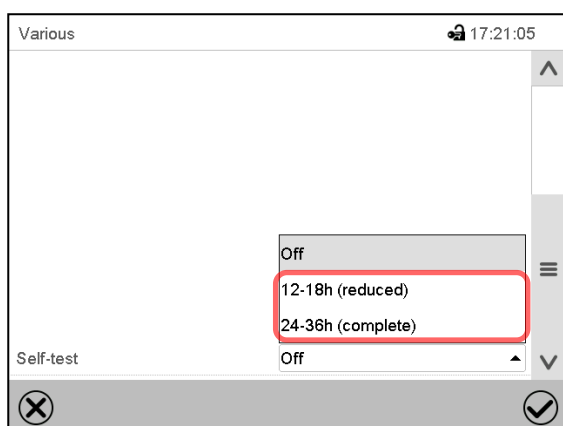 Various 17:21:05
Off
12-18h (reduced)
24-36h (complete)
Self-test Off